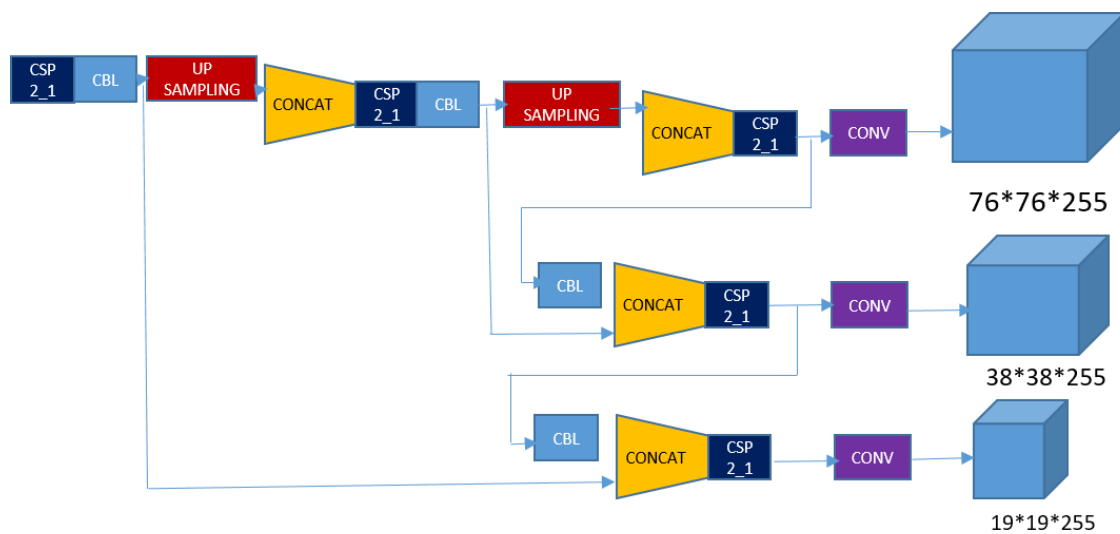 CSP
2_1
CBL
UP
SAMPLING
CONCAT
CSP
2_1
CBL
UP
SAMPLING
CONCAT
CSP
2_1
CONV
76*76*255
CBL
CONCAT
CSP
2_1
CONV
38*38*255
CBL
CONCAT
CSP
2_1
CONV
19*19*255